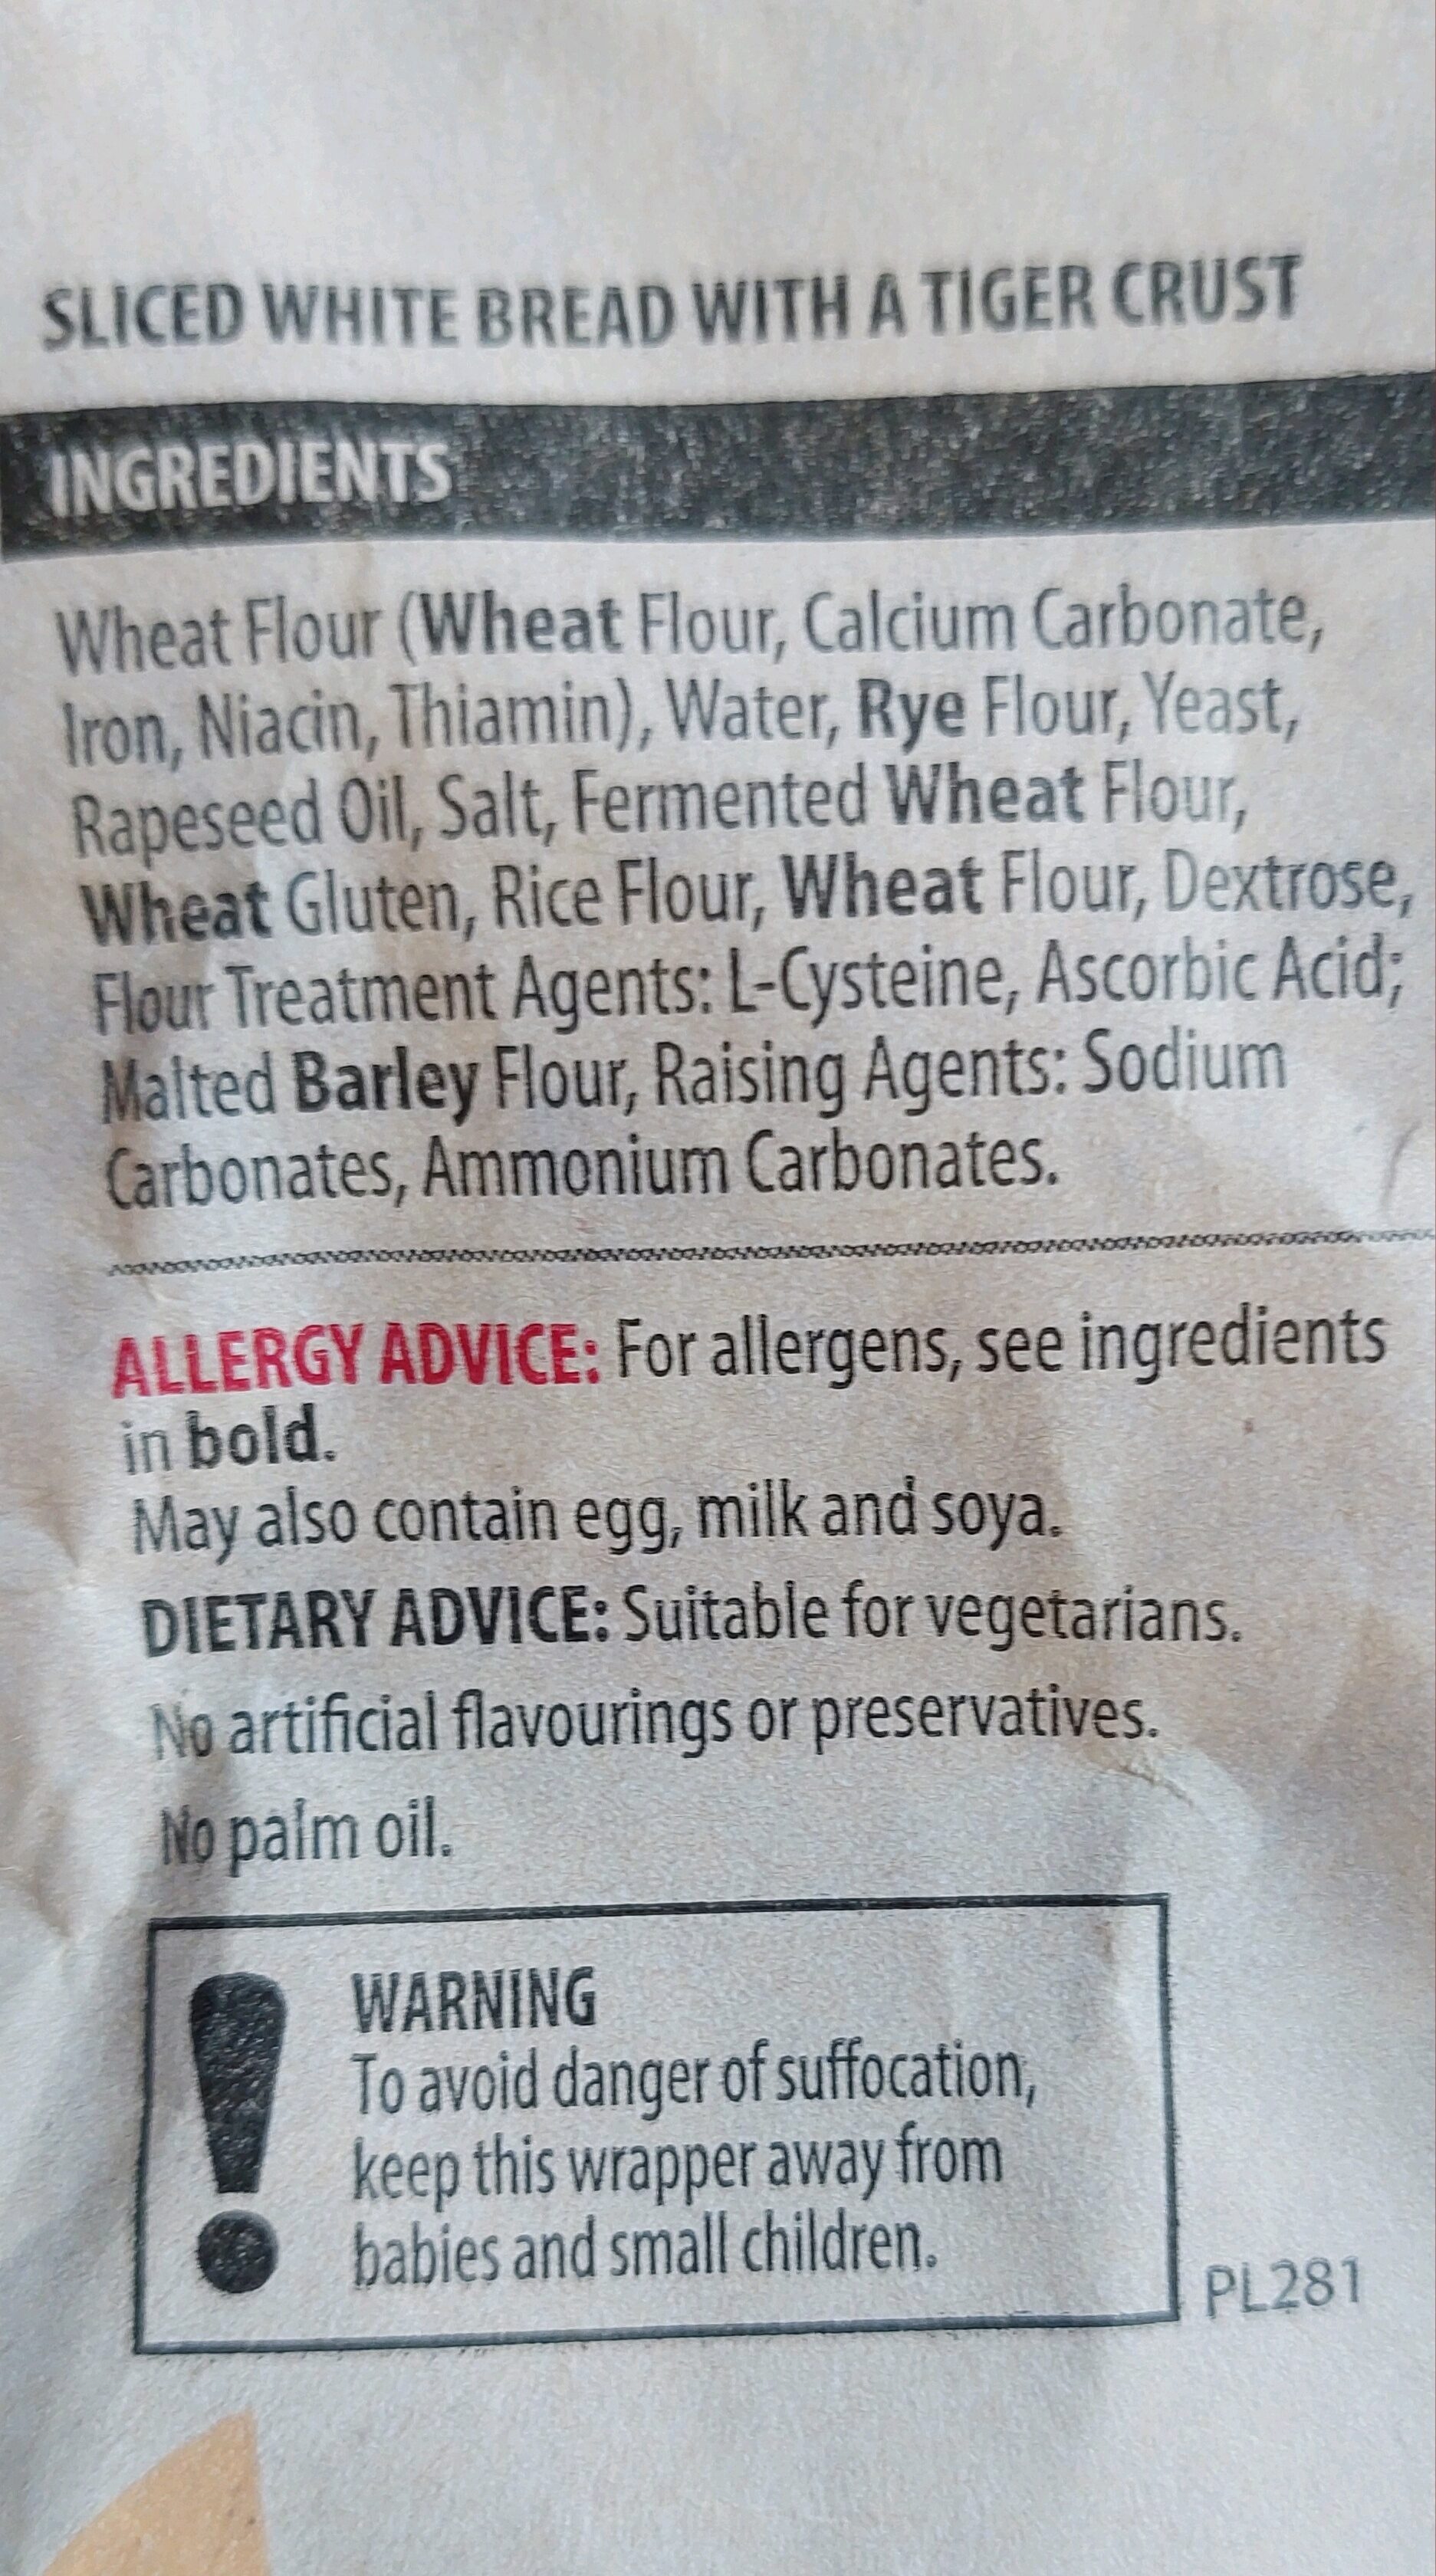 SLICED WHITE BREAD WITH A TIGER CRUST
INGREDIENTS
Wheat Flour (Wheat Flour, Calcium Carbonate,
Iron, Niacin, Thiamin), Water, Rye Flour, Yeast,
Rapeseed Oil, Salt, Fermented Wheat Flour,
Wheat Gluten, Rice Flour, Wheat Flour, Dextrose,
Flour Treatment Agents: L-Cysteine, Ascorbic Acid;
Malted Barley Flour, Raising Agents: Sodium
Carbonates, Ammonium Carbonates.
ALLERGY ADVICE: For allergens, see ingredients
in bold.
May also contain egg, milk and soya.
DIETARY ADVICE: Suitable for vegetarians.
No artificial flavourings or preservatives.
No palm oil.
WARNING
To avoid danger of suffocation,
keep this wrapper away from
babies and small children.
PL281